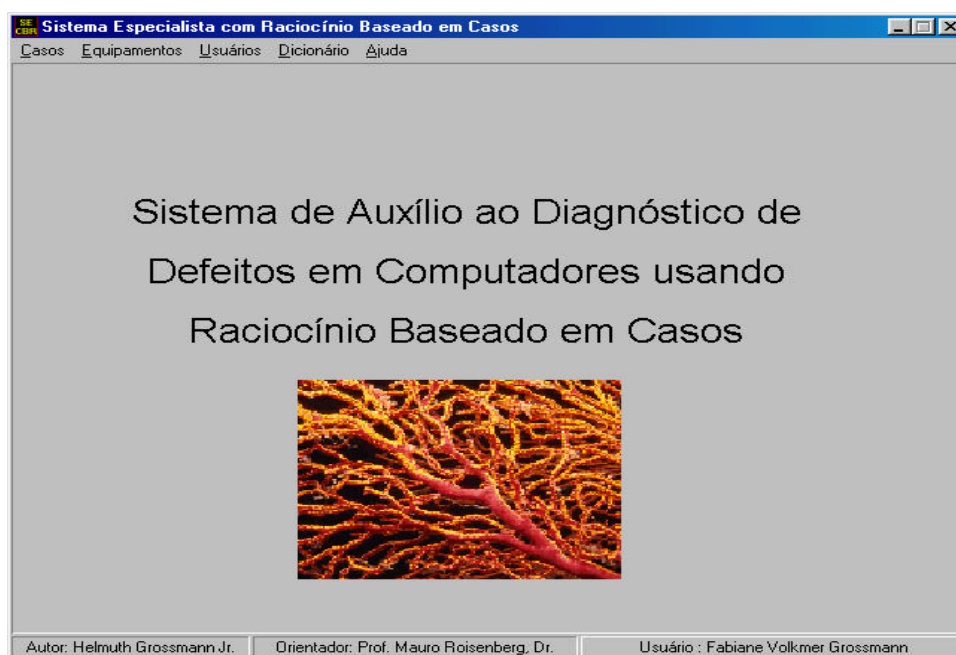 SE
CBR
Sistema Especialista com Raciocínio Baseado em Casos
Casos Equipamentos Usuários Dicionário Ajuda
Sistema de Auxílio ao Diagnóstico de
Defeitos em Computadores usando
Raciocínio Baseado em Casos
Autor: Helmuth Grossmann Jr. Orientador: Prof. Mauro Roisenberg, Dr. Usuário : Fabiane Volkmer Grossmann